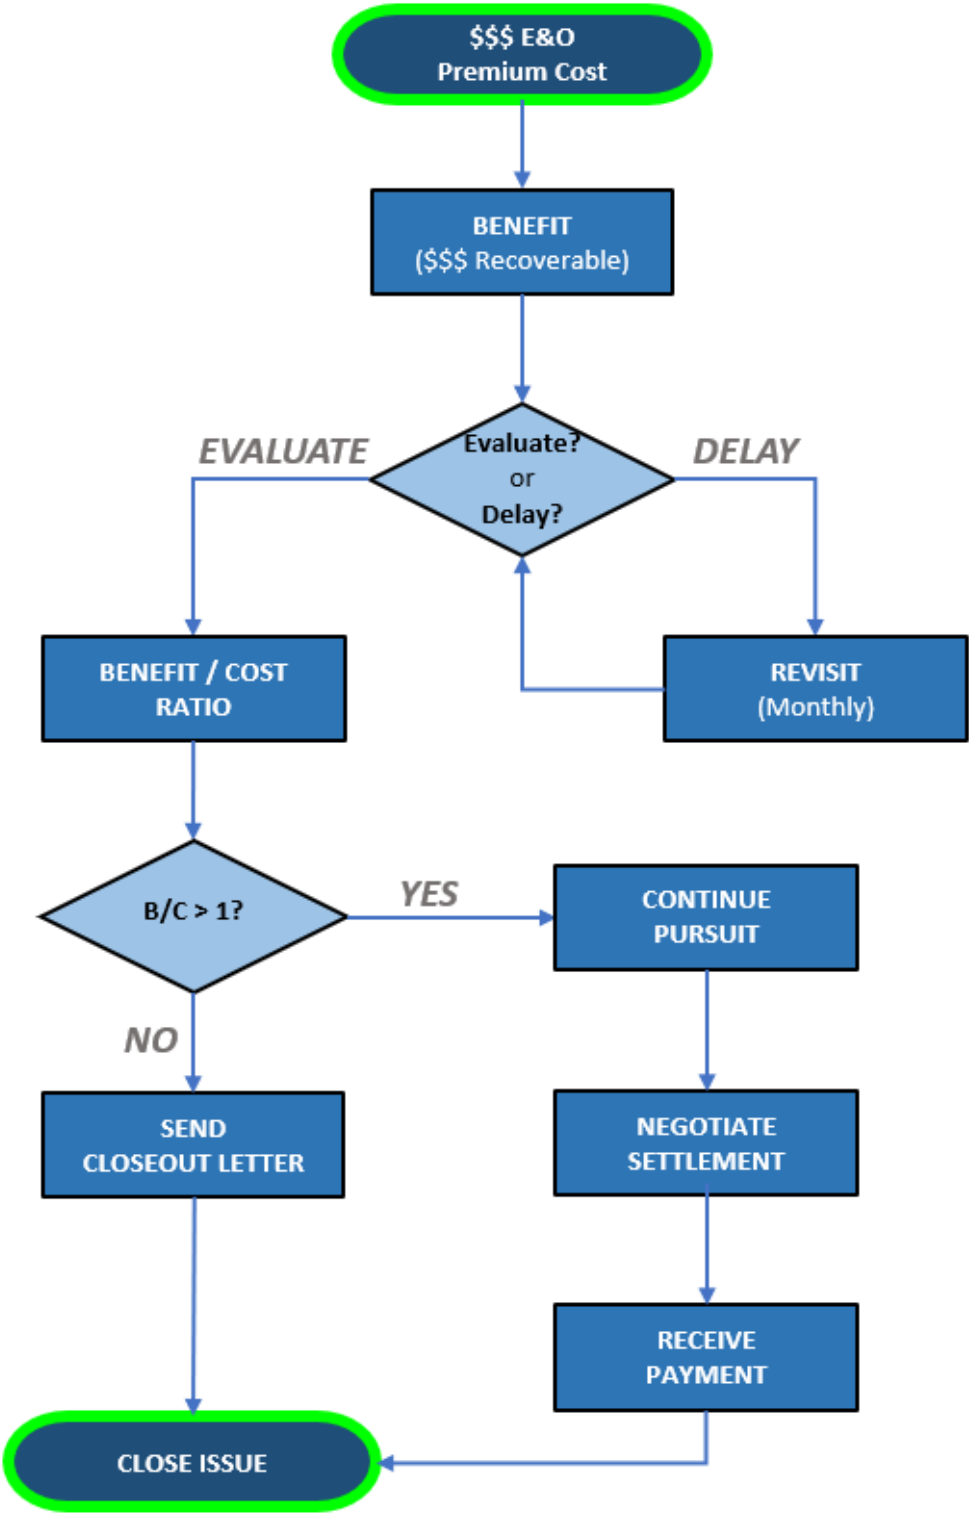 $$$ E&O
Premium Cost
BENEFIT
($$$ Recoverable)
EVALUATE
Evaluate?
or
Delay?
DELAY
BENEFIT / COST
RATIO
REVISIT
(Monthly)
B/C > 1?
YES
CONTINUE
PURSUIT
NO
SEND
CLOSEOUT LETTER
NEGOTIATE
SETTLEMENT
RECEIVE
PAYMENT
CLOSE ISSUE